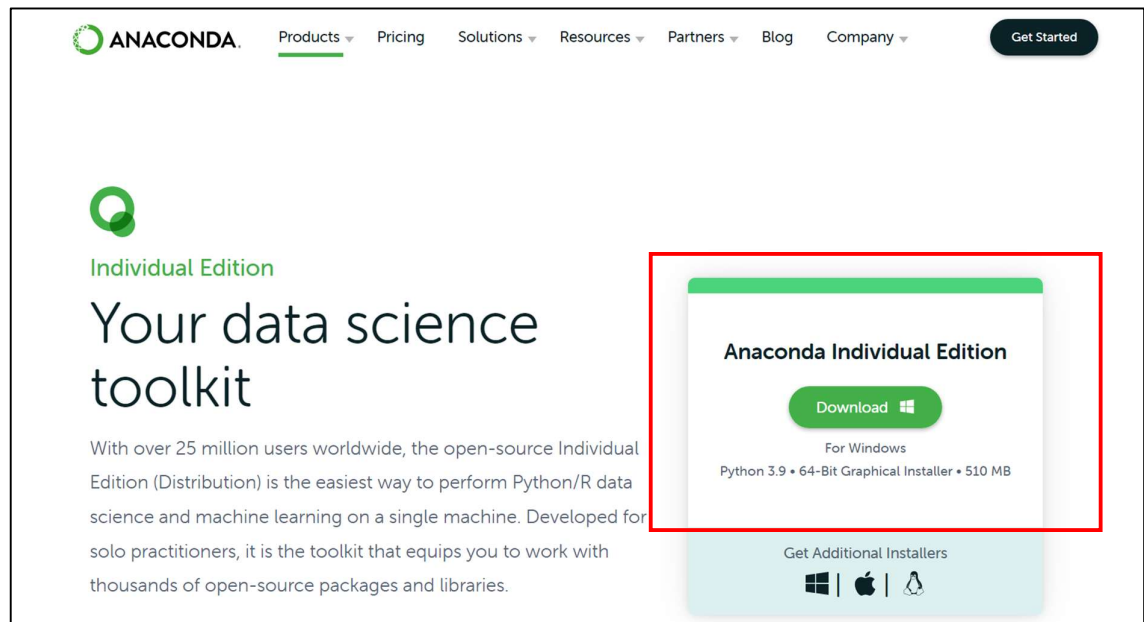 ANACONDA.
Products
Pricing
Solutions
Resources
Partners
Blog
Company
Get Started
Individual Edition
Your data science
toolkit
With over 25 million users worldwide, the open-source Individual
Edition (Distribution) is the easiest way to perform Python/R data
science and machine learning on a single machine. Developed for
solo practitioners, it is the toolkit that equips you to work with
thousands of open-source packages and libraries.
Anaconda Individual Edition
Download
For Windows
Python 3.9 • 64-Bit Graphical Installer • 510 MB
Get Additional Installers